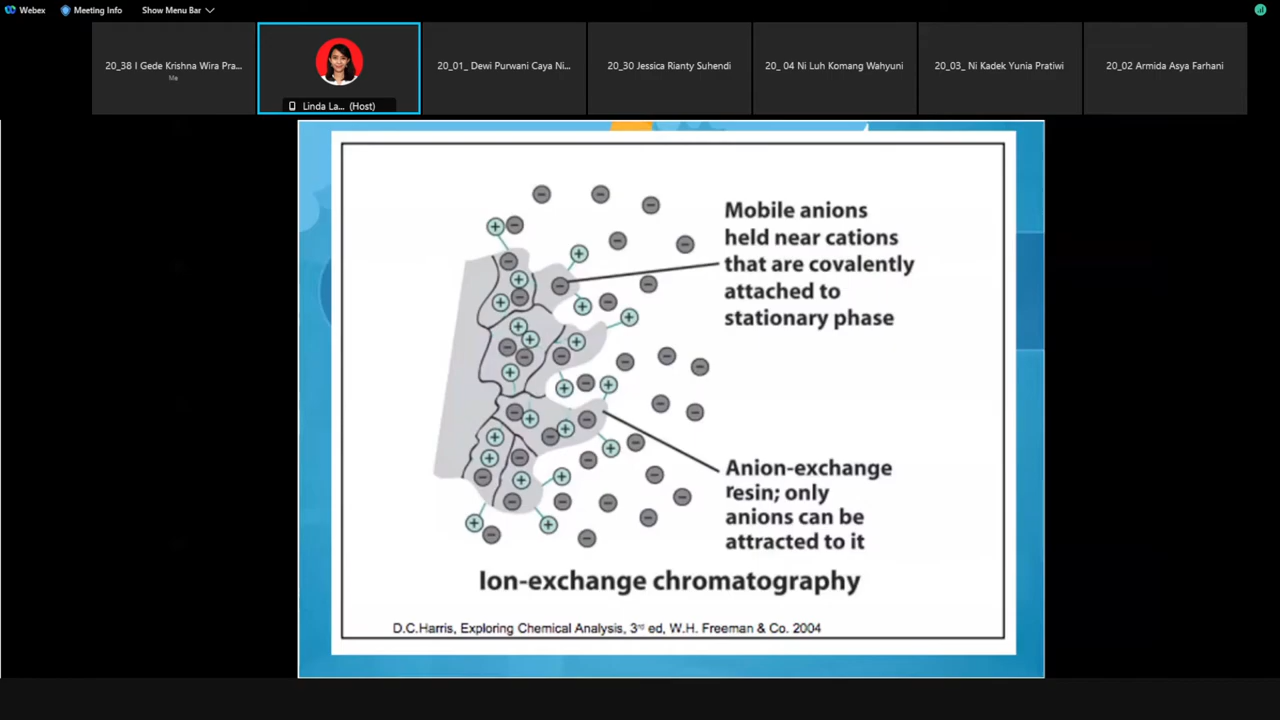 Webex Meeting Info Show Menu Bar
20_38 I Gede Krishna Wira Pra...
Me
Linda La... (Host)
20_01_ Dewi Purwani Caya Ni...
20_30 Jessica Rianty Suhendi
20_ 04 Ni Luh Komang Wahyuni
20_03_ Ni Kadek Yunia Pratiwi
20_02 Armida Asya Farhani
Mobile anions
held near cations
that are covalently
attached to
stationary phase
Anion-exchange
resin; only
anions can be
attracted to it
Ion-exchange chromatography
D.C.Harris, Exploring Chemical Analysis, 3rd ed, W.H. Freeman & Co. 2004